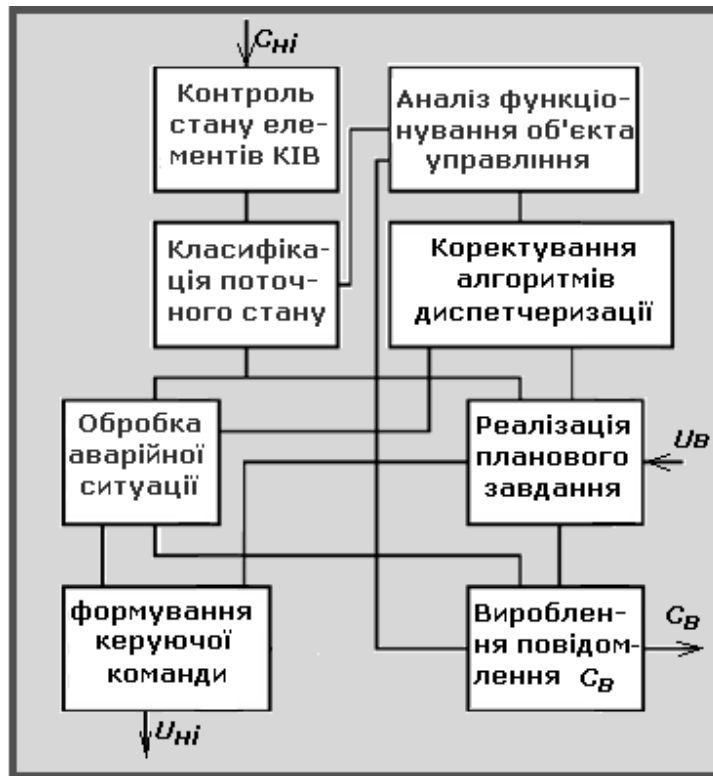 Cнi
Контроль
стану еле-
ментів КІВ
Аналіз функціо-
нування об'єкта
управління
Класифіка-
ція поточ-
ного стану
Коректування
алгоритмів
диспетчеризації
Обробка
аварійної
ситуації
Реалізація
планового
завдання
Uв
формування
керуючої
команди
Вироблен-
ня повідом-
лення Cв
Cв
Uнi